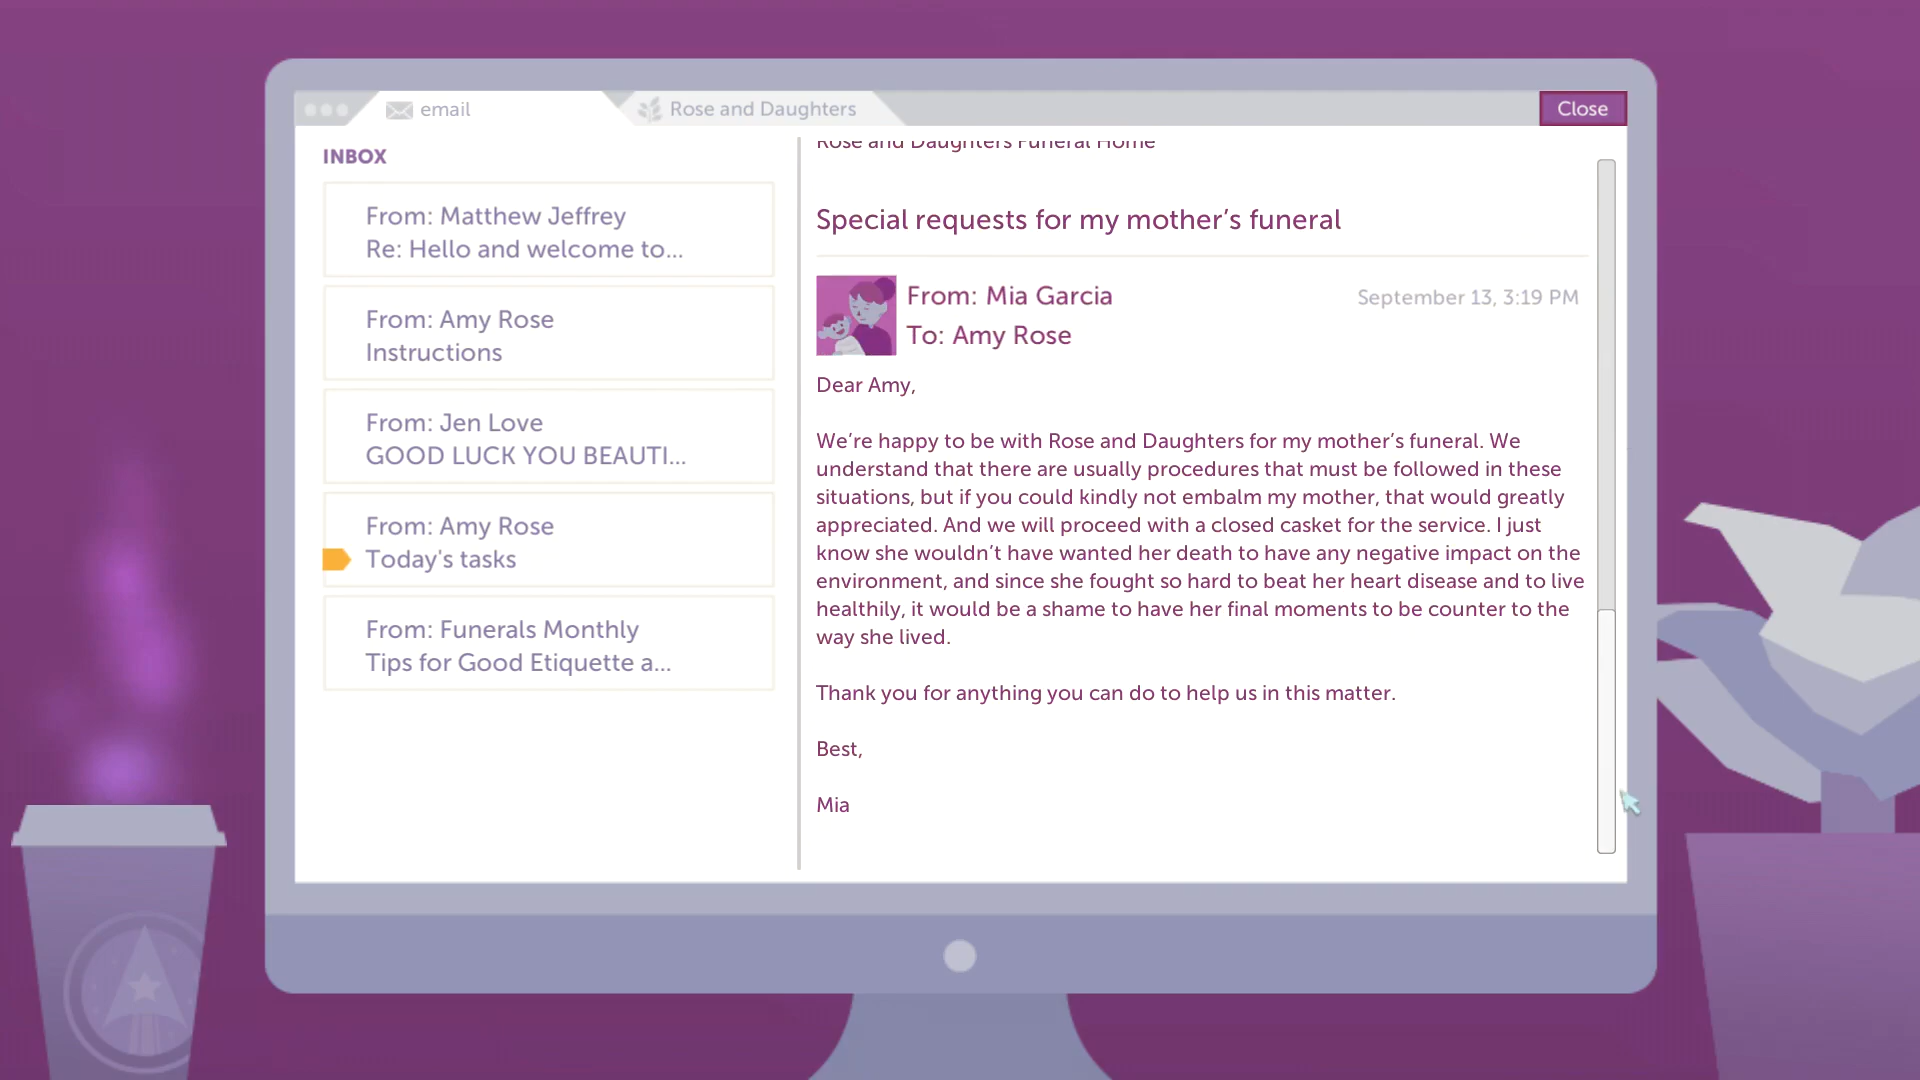 email
Rose and Daughters
Close
INBOX
From: Matthew Jeffrey
Re: Hello and welcome to...
From: Amy Rose
Instructions
From: Jen Love
GOOD LUCK YOU BEAUTI...
From: Amy Rose
Today's tasks
From: Funerals Monthly
Tips for Good Etiquette a...
Rose and Daughters Funeral Home
Special requests for my mother’s funeral
From: Mia Garcia
September 13, 3:19 PM
To: Amy Rose
Dear Amy,
We’re happy to be with Rose and Daughters for my mother’s funeral. We
understand that there are usually procedures that must be followed in these
situations, but if you could kindly not embalm my mother, that would greatly
appreciated. And we will proceed with a closed casket for the service. I just
know she wouldn’t have wanted her death to have any negative impact on the
environment, and since she fought so hard to beat her heart disease and to live
healthily, it would be a shame to have her final moments to be counter to the
way she lived.
Thank you for anything you can do to help us in this matter.
Best,
Mia